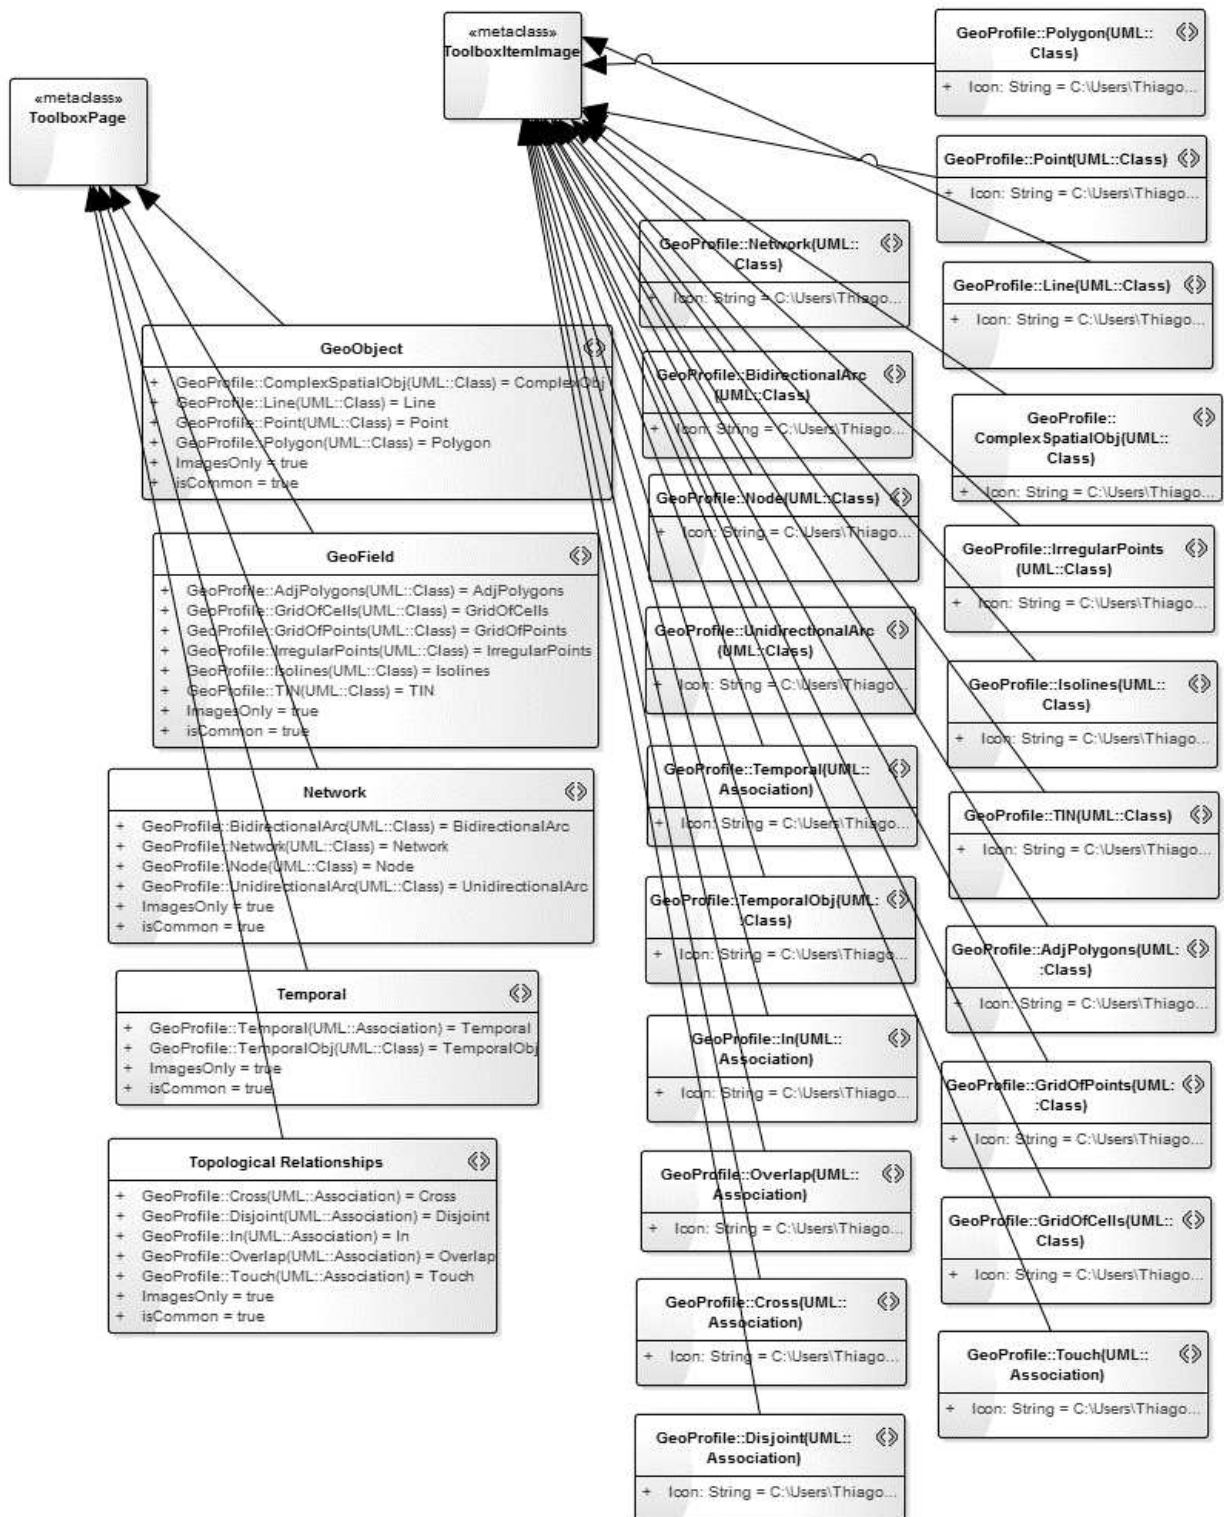 «metaclass»
ToolboxPage
«metaclass»
ToolboxItemImage
GeoObject
+ GeoProfile::ComplexSpatialObj(UML::Class) = ComplexObj
+ GeoProfile::Line(UML::Class) = Line
+ GeoProfile::Point(UML::Class) = Point
+ GeoProfile::Polygon(UML::Class) = Polygon
+ ImagesOnly = true
+ isCommon = true
GeoField
+ GeoProfile::AdjPolygons(UML::Class) = AdjPolygons
+ GeoProfile::GridOfCells(UML::Class) = GridOfCells
+ GeoProfile::GridOfPoints(UML::Class) = GridOfPoints
+ GeoProfile::IrregularPoints(UML::Class) = IrregularPoints
+ GeoProfile::Isolines(UML::Class) = Isolines
+ GeoProfile::TIN(UML::Class) = TIN
+ ImagesOnly = true
+ isCommon = true
Network
+ GeoProfile::BidirectionalArc(UML::Class) = BidirectionalArc
+ GeoProfile::Network(UML::Class) = Network
+ GeoProfile::Node(UML::Class) = Node
+ GeoProfile::UnidirectionalArc(UML::Class) = UnidirectionalArc
+ ImagesOnly = true
+ isCommon = true
Temporal
+ GeoProfile::Temporal(UML::Association) = Temporal
+ GeoProfile::TemporalObj(UML::Class) = TemporalObj
+ ImagesOnly = true
+ isCommon = true
Topological Relationships
+ GeoProfile::Cross(UML::Association) = Cross
+ GeoProfile::Disjoint(UML::Association) = Disjoint
+ GeoProfile::In(UML::Association) = In
+ GeoProfile::Overlap(UML::Association) = Overlap
+ GeoProfile::Touch(UML::Association) = Touch
+ ImagesOnly = true
+ isCommon = true
GeoProfile::Network(UML::
Class)
+ Icon: String = C:\Users\Thiago...
GeoProfile::BidirectionalArc
(UML::Class)
+ Icon: String = C:\Users\Thiago...
GeoProfile::Node(UML::Class)
+ Icon: String = C:\Users\Thiago...
GeoProfile::UnidirectionalArc
(UML::Class)
+ Icon: String = C:\Users\Thiago...
GeoProfile::Temporal(UML::
Association)
+ Icon: String = C:\Users\Thiago...
GeoProfile::TemporalObj(UML:
:Class)
+ Icon: String = C:\Users\Thiago...
GeoProfile::In(UML::
Association)
+ Icon: String = C:\Users\Thiago...
GeoProfile::Overlap(UML::
Association)
+ Icon: String = C:\Users\Thiago...
GeoProfile::Cross(UML::
Association)
+ Icon: String = C:\Users\Thiago...
GeoProfile::Disjoint(UML::
Association)
+ Icon: String = C:\Users\Thiago...
GeoProfile::Polygon(UML::
Class)
+ Icon: String = C:\Users\Thiago...
GeoProfile::Point(UML::Class)
+ Icon: String = C:\Users\Thiago...
GeoProfile::Line(UML::Class)
+ Icon: String = C:\Users\Thiago...
GeoProfile::
ComplexSpatialObj(UML::
Class)
+ Icon: String = C:\Users\Thiago...
GeoProfile::IrregularPoints
(UML::Class)
+ Icon: String = C:\Users\Thiago...
GeoProfile::Isolines(UML::
Class)
+ Icon: String = C:\Users\Thiago...
GeoProfile::TIN(UML::Class)
+ Icon: String = C:\Users\Thiago...
GeoProfile::AdjPolygons(UML:
:Class)
+ Icon: String = C:\Users\Thiago...
GeoProfile::GridOfPoints(UML:
:Class)
+ Icon: String = C:\Users\Thiago...
GeoProfile::GridOfCells(UML::
Class)
+ Icon: String = C:\Users\Thiago...
GeoProfile::Touch(UML::
Association)
+ Icon: String = C:\Users\Thiago...